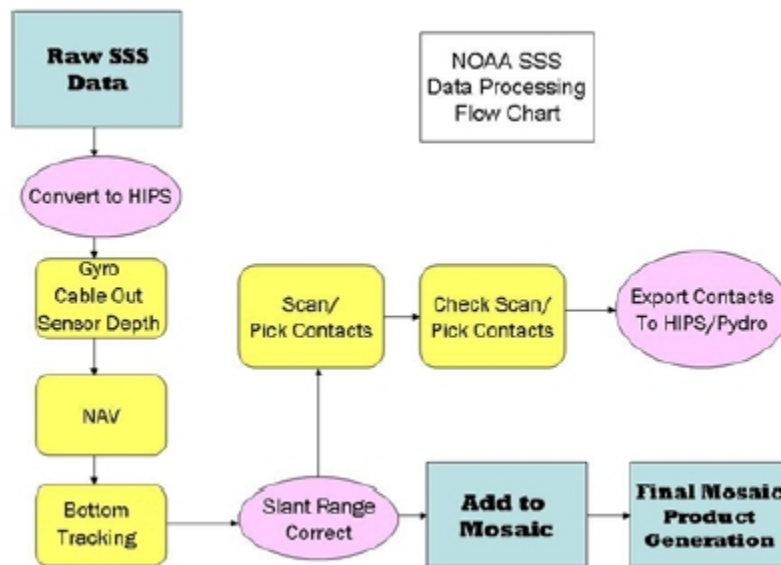 Raw SSS
Data
NOAA SSS
Data Processing
Flow Chart
Convert to HIPS
Gyro
Cable Out
Sensor Depth
Scan/
Pick Contacts
Check Scan/
Pick Contacts
Export Contacts
To HIPS/Pydro
NAV
Bottom
Tracking
Slant Range
Correct
Add to
Mosaic
Final Mosaic
Product
Generation